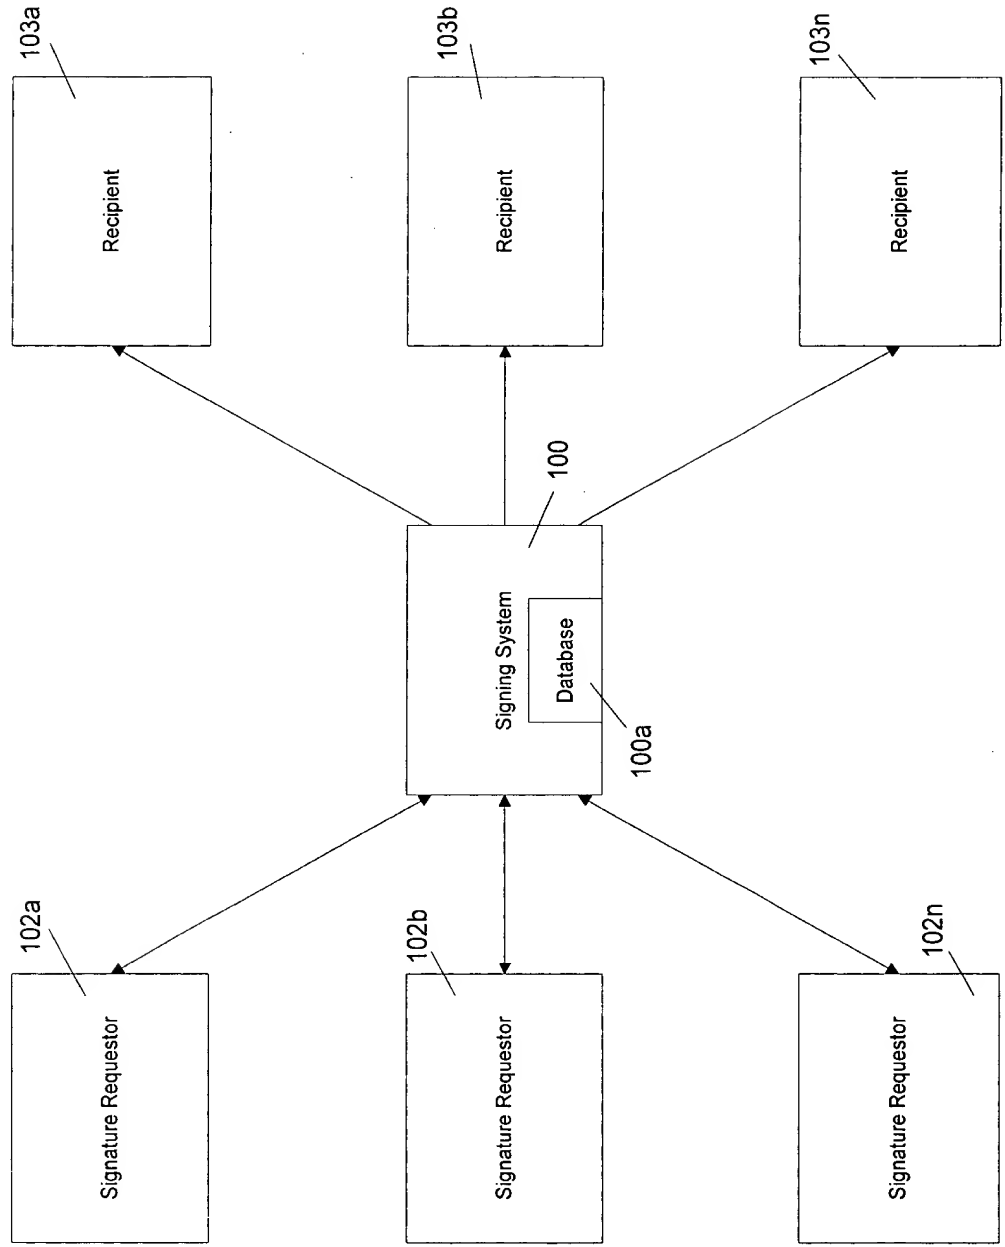 102a
Signature Requestor
102b
Signature Requestor
102n
Signature Requestor
100
Signing System
Database
100a
103a
Recipient
103b
Recipient
103n
Recipient